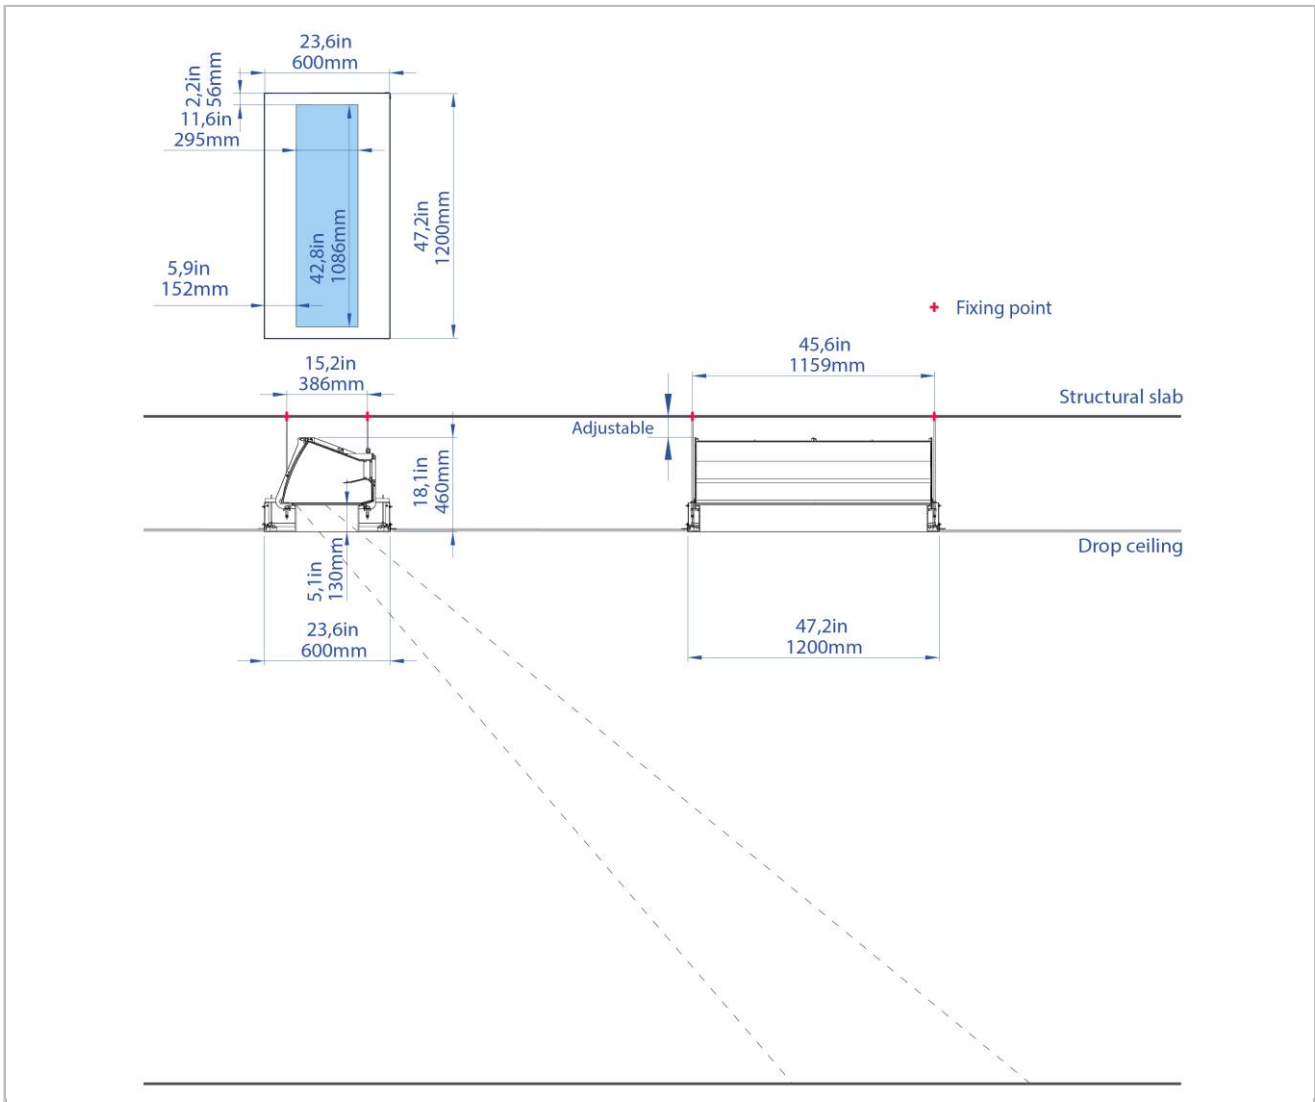 23,6in
600mm
2,2in
56mm
11,6in
295mm
42,8in
1086mm
47,2in
1200mm
5,9in
152mm
Fixing point
15,2in
386mm
45,6in
1159mm
Structural slab
Adjustable
18,1in
460mm
Drop ceiling
5,1in
130mm
23,6in
600mm
47,2in
1200mm